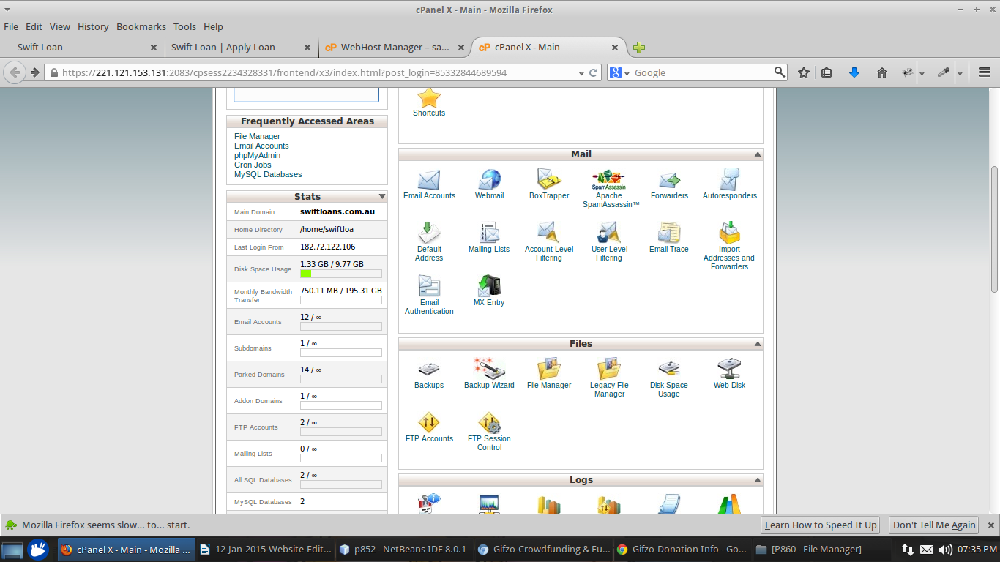 cPanel X - Main - Mozilla Firefox
File Edit View History Bookmarks Tools Help
Swift Loan
Swift Loan | Apply Loan
cP WebHost Manager – sa...
cP cPanel X - Main
https://221.121.153.131:2083/cpsess2234328331/frontend/x3/index.html?post_login=85332844689594
Google
Shortcuts
Frequently Accessed Areas
File Manager
Email Accounts
phpMyAdmin
Cron Jobs
MySQL Databases
Stats
Main Domain swiftloans.com.au
Home Directory /home/swiftloa
Last Login From 182.72.122.106
Disk Space Usage 1.33 GB / 9.77 GB
Monthly Bandwidth Transfer 750.11 MB / 195.31 GB
Email Accounts 12 / ∞
Subdomains 1 / ∞
Parked Domains 14 / ∞
Addon Domains 1 / ∞
FTP Accounts 2 / ∞
Mailing Lists 0 / ∞
All SQL Databases 2 / ∞
MySQL Databases 2
Mail
Email Accounts
Webmail
BoxTrapper
SpamAssassin
Apache
SpamAssassin™
Forwarders
Autoresponders
Default
Address
Mailing Lists
Account-Level
Filtering
User-Level
Filtering
Email Trace
Import
Addresses and
Forwarders
Email
Authentication
MX Entry
Files
Backups
Backup Wizard
File Manager
Legacy File
Manager
Disk Space
Usage
Web Disk
FTP Accounts
FTP Session
Control
Logs
Mozilla Firefox seems slow... to... start.
Learn How to Speed It Up
Don't Tell Me Again
cPanel X - Main - Mozilla ...
12-Jan-2015-Website-Edit...
p852 - NetBeans IDE 8.0.1
Gifzo-Crowdfunding & Fu...
Gifzo-Donation Info - Go...
[P860 - File Manager]
07:35 PM